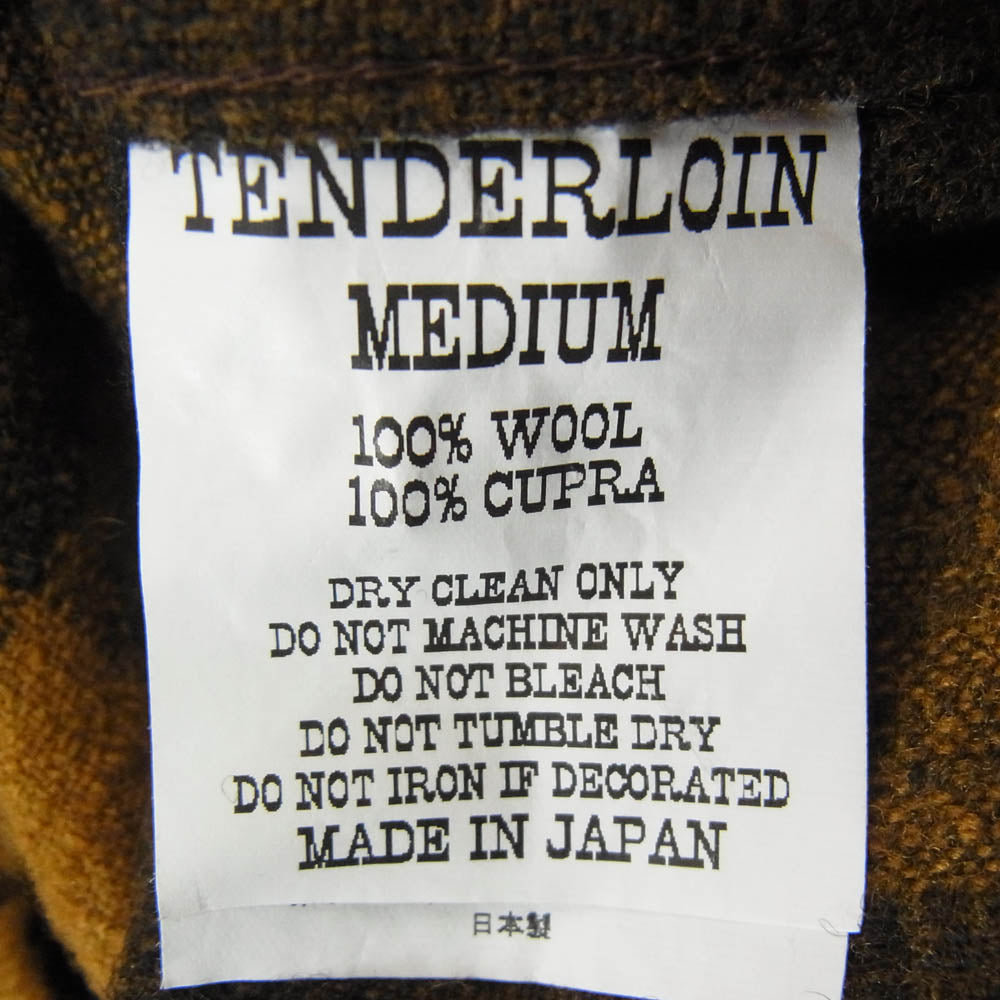 TENDERLOIN
MEDIUM
100% WOOL
100% CUPRA
DRY CLEAN ONLY
DO NOT MACHINE WASH
DO NOT BLEACH
DO NOT TUMBLE DRY
DO NOT IRON IF DECORATED
MADE IN JAPAN
日本製